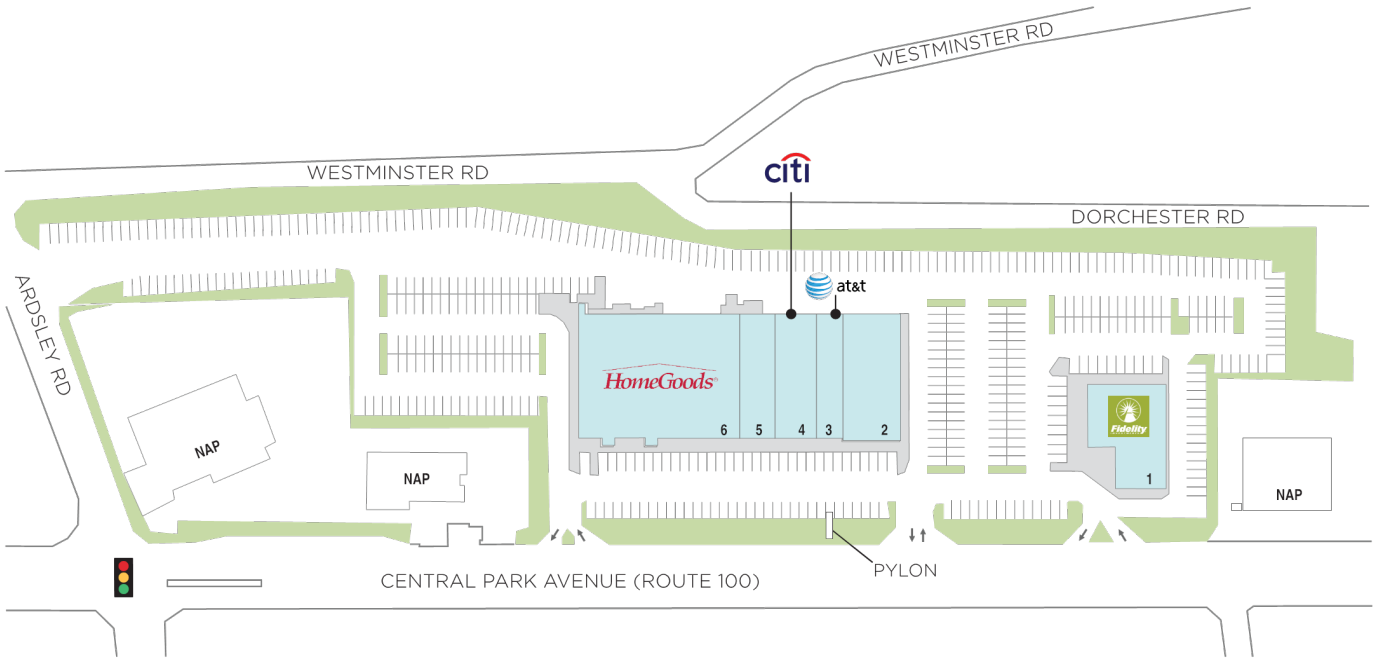 WESTMINSTER RD
WESTMINSTER RD
citi
DORCHESTER RD
at&t
ARDSLEY RD
HomeGoods®
Fidelity
6
5
4
3
2
1
NAP
NAP
NAP
PYLON
CENTRAL PARK AVENUE (ROUTE 100)